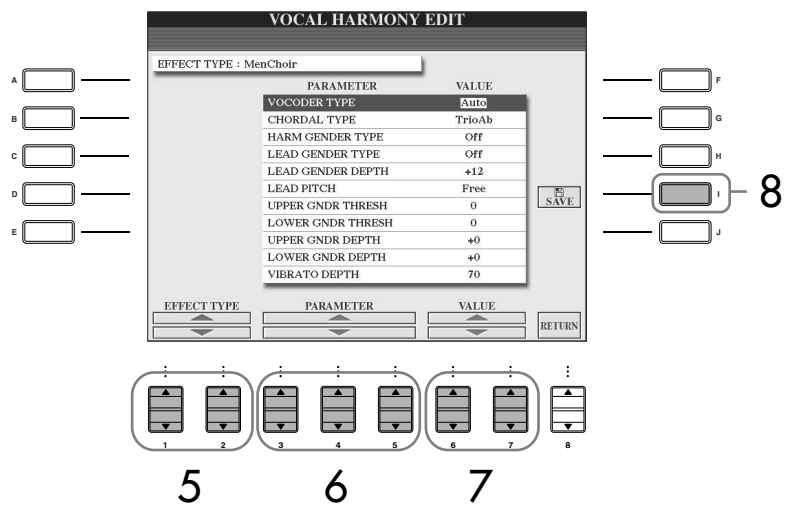 VOCAL HARMONY EDIT
EFFECT TYPE : MenChoir
PARAMETER VALUE
VOCODER TYPE Auto
CHORDAL TYPE TrioAb
HARM GENDER TYPE Off
LEAD GENDER TYPE Off
LEAD GENDER DEPTH +12
LEAD PITCH Free
UPPER GNDR THRESH 0
LOWER GNDR THRESH 0
UPPER GNDR DEPTH +0
LOWER GNDR DEPTH +0
VIBRATO DEPTH 70
A
B
C
D
E
F
G
H
I
J
8
SAVE
EFFECT TYPE PARAMETER VALUE
RETURN
1 2 3 4 5 6 7 8
5 6 7